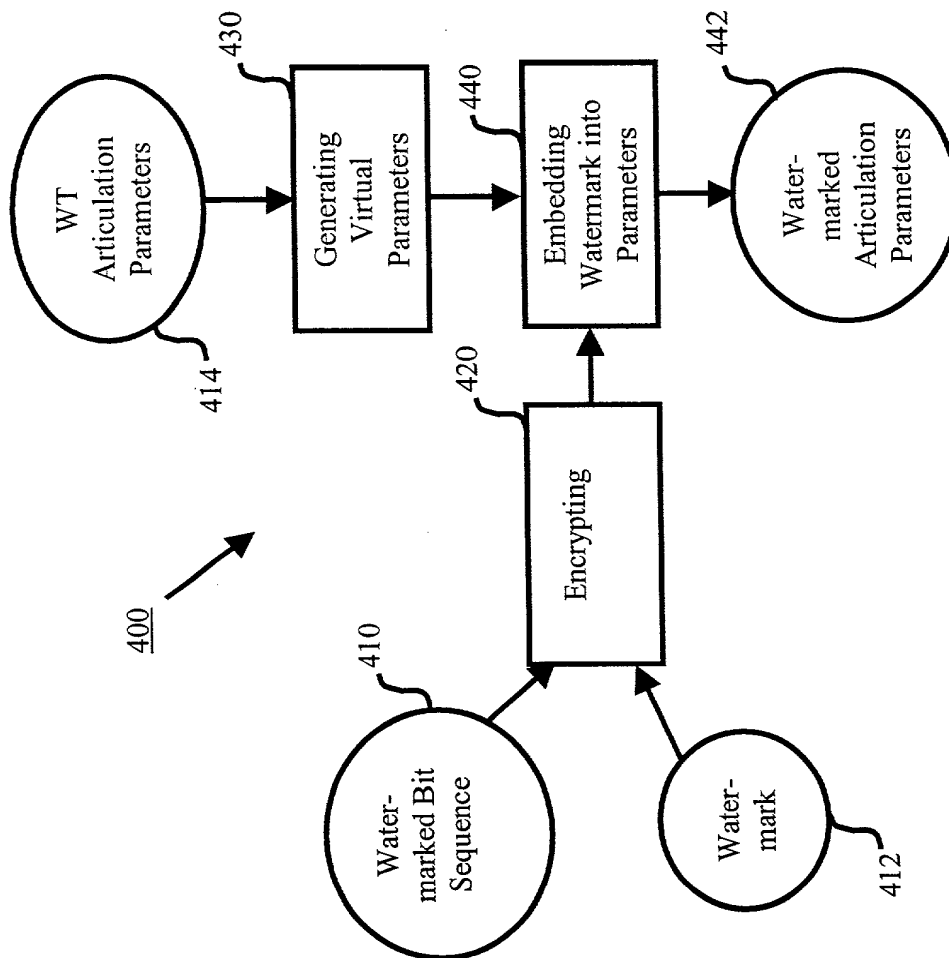 400
414
WT
Articulation
Parameters
430
Generating
Virtual
Parameters
410
Water-
marked Bit
Sequence
412
Water-
mark
420
Encrypting
440
Embedding
Watermark into
Parameters
442
Water-
marked
Articulation
Parameters